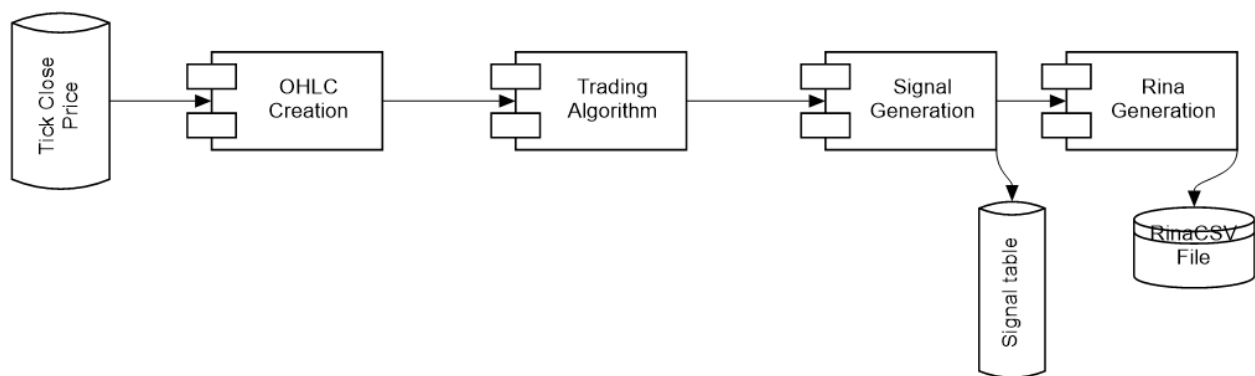 Tick Close
Price
OHLC
Creation
Trading
Algorithm
Signal
Generation
Rina
Generation
Signal table
RinaCSV
File